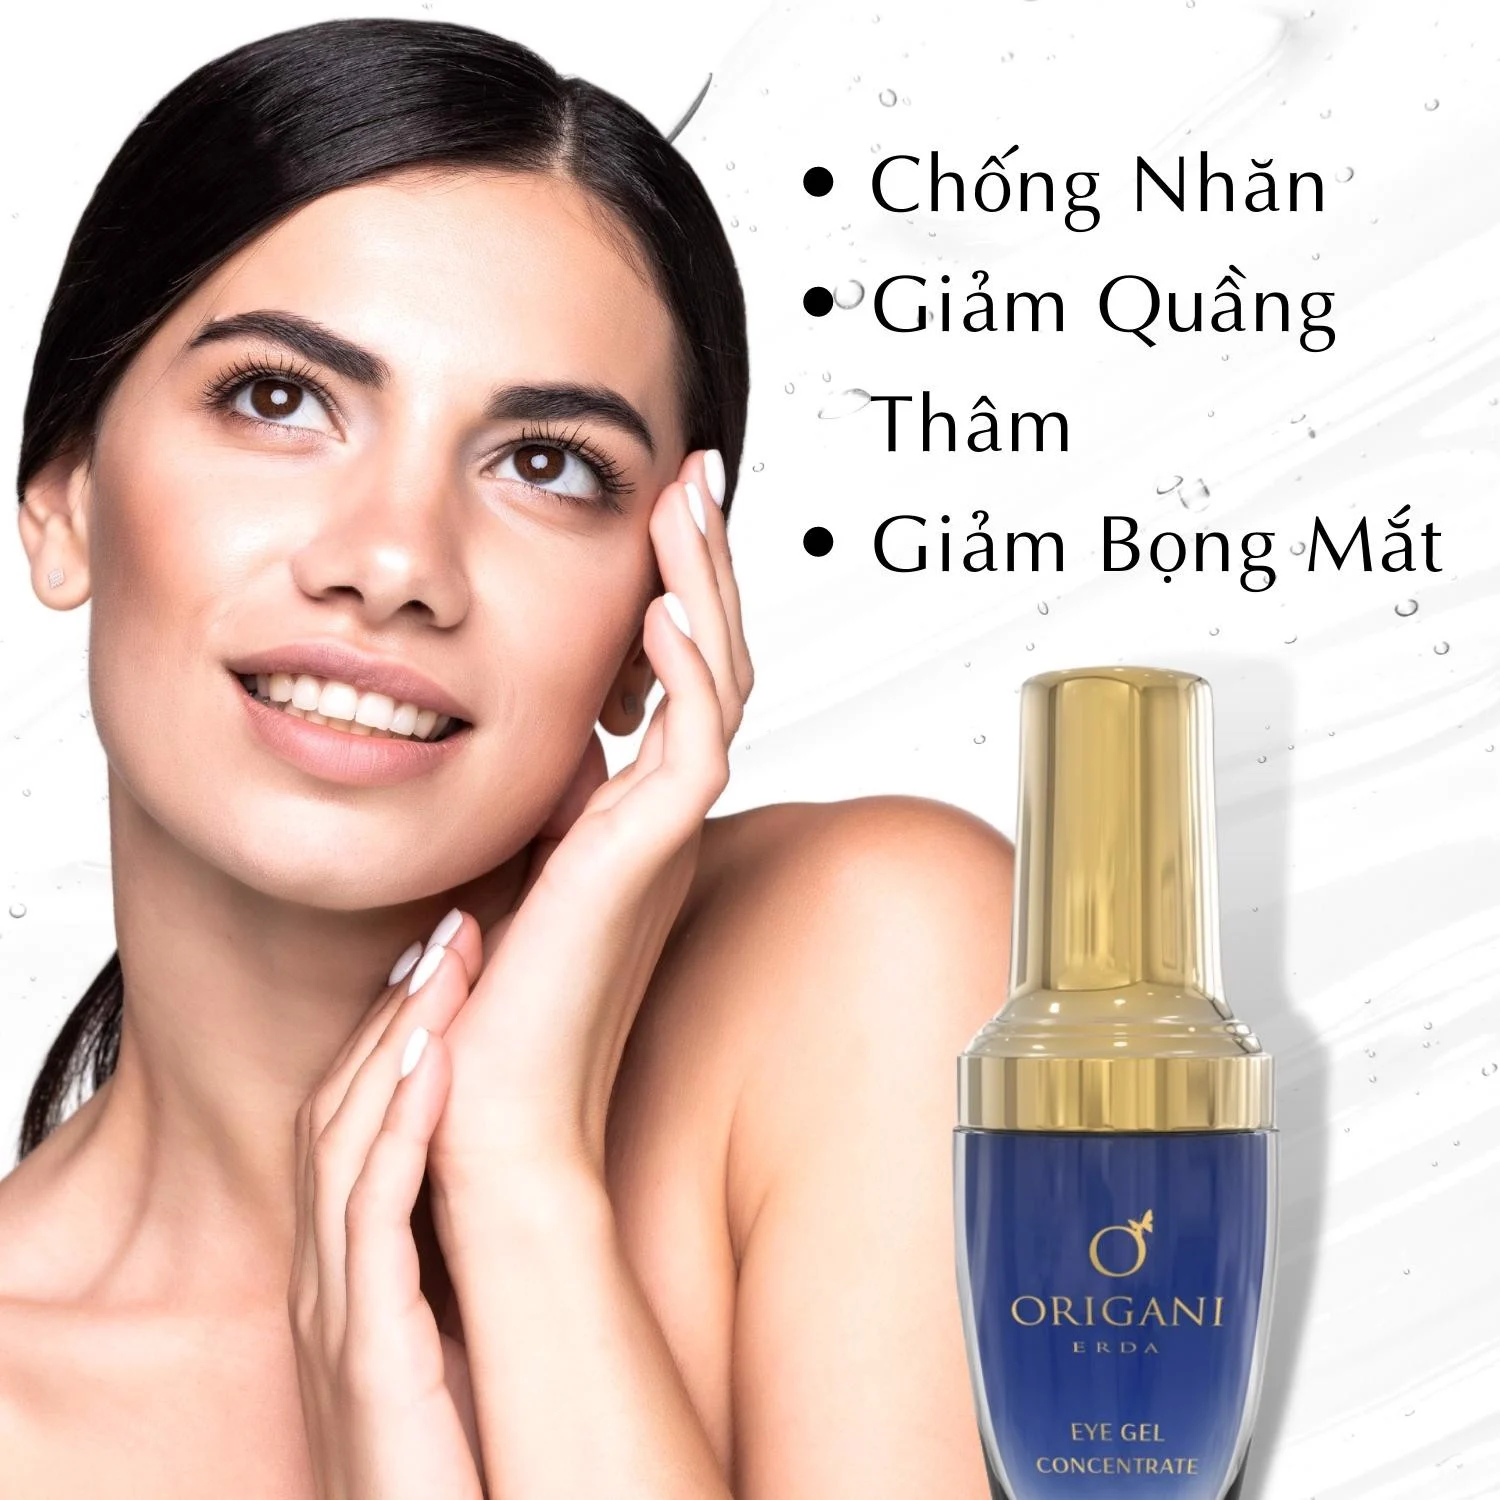 • Chống Nhăn
• Giảm Quầng
Thâm
• Giảm Bọng Mắt
ORIGANI
ERDA
EYE GEL
CONCENTRATE